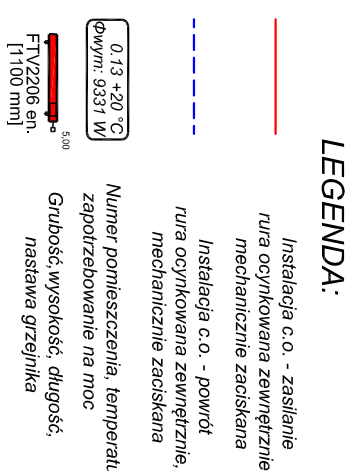 LEGENDA:
Instalacja c.o. - zasilanie
rura ocynkowana zewnętrznie
mechanicznie zaciskana
Instalacja c.o. - powrót
rura ocynkowana zewnętrznie,
mechanicznie zaciskana
0.13 +20 °C
Φwym: 9331 W
Numer pomieszczenia, temperatu
zapotrzebowanie na moc
5,00
FTV2206 en.
[1100 mm]
Grubość,wysokość, długość,
nastawa grzejnika